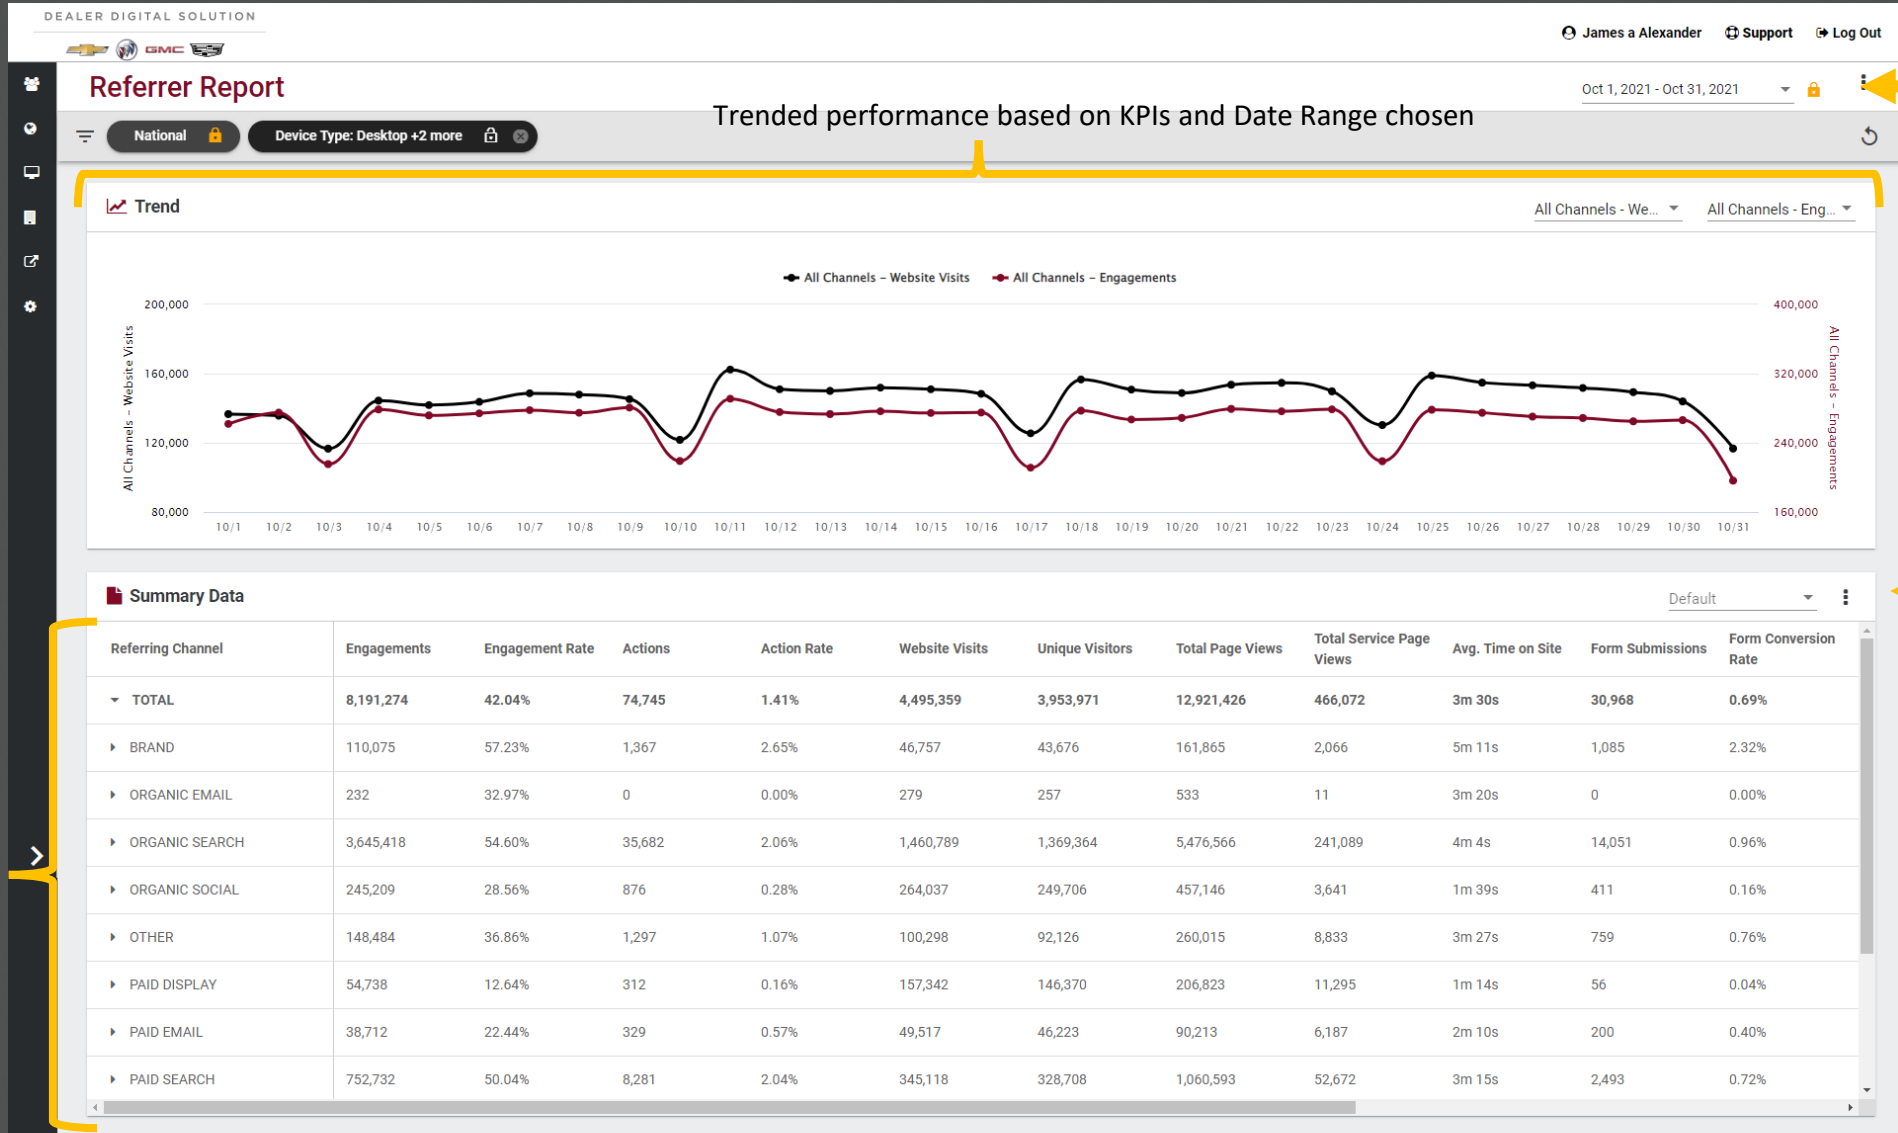 DEALER DIGITAL SOLUTION
GMC
James a Alexander Support Log Out
Referrer Report
Oct 1, 2021 - Oct 31, 2021
Trended performance based on KPIs and Date Range chosen
National Device Type: Desktop +2 more
Trend
All Channels - We... All Channels - Eng...
All Channels – Website Visits All Channels – Engagements
200,000 400,000
160,000 320,000
120,000 240,000
80,000 160,000
All Channels – Website Visits
All Channels – Engagements
10/1 10/2 10/3 10/4 10/5 10/6 10/7 10/8 10/9 10/10 10/11 10/12 10/13 10/14 10/15 10/16 10/17 10/18 10/19 10/20 10/21 10/22 10/23 10/24 10/25 10/26 10/27 10/28 10/29 10/30 10/31
Summary Data
Default
Referring Channel Engagements Engagement Rate Actions Action Rate Website Visits Unique Visitors Total Page Views Total Service Page Views Avg. Time on Site Form Submissions Form Conversion Rate
TOTAL 8,191,274 42.04% 74,745 1.41% 4,495,359 3,953,971 12,921,426 466,072 3m 30s 30,968 0.69%
BRAND 110,075 57.23% 1,367 2.65% 46,757 43,676 161,865 2,066 5m 11s 1,085 2.32%
ORGANIC EMAIL 232 32.97% 0 0.00% 279 257 533 11 3m 20s 0 0.00%
ORGANIC SEARCH 3,645,418 54.60% 35,682 2.06% 1,460,789 1,369,364 5,476,566 241,089 4m 4s 14,051 0.96%
ORGANIC SOCIAL 245,209 28.56% 876 0.28% 264,037 249,706 457,146 3,641 1m 39s 411 0.16%
OTHER 148,484 36.86% 1,297 1.07% 100,298 92,126 260,015 8,833 3m 27s 759 0.76%
PAID DISPLAY 54,738 12.64% 312 0.16% 157,342 146,370 206,823 11,295 1m 14s 56 0.04%
PAID EMAIL 38,712 22.44% 329 0.57% 49,517 46,223 90,213 6,187 2m 10s 200 0.40%
PAID SEARCH 752,732 50.04% 8,281 2.04% 345,118 328,708 1,060,593 52,672 3m 15s 2,493 0.72%